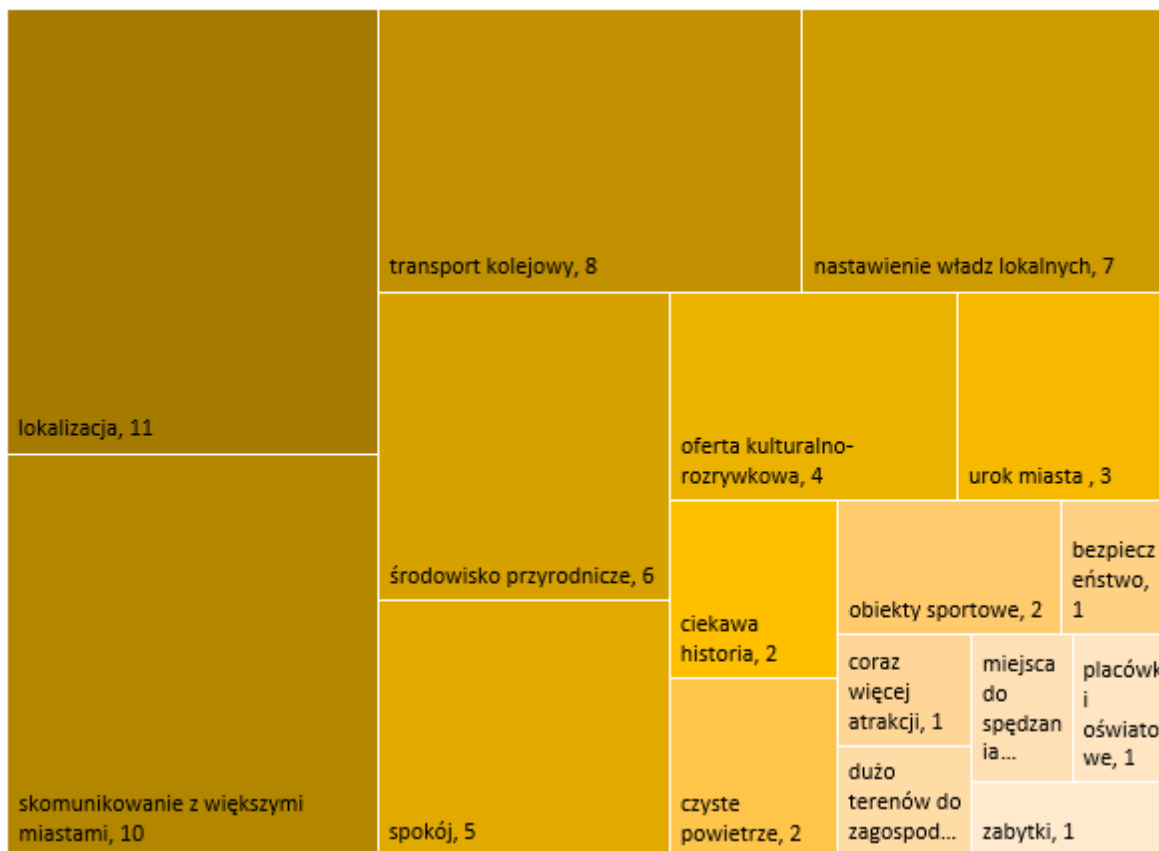 lokalizacja, 11
skomunikowanie z większymi
miastami, 10
transport kolejowy, 8
nastawienie władz lokalnych, 7
środowisko przyrodnicze, 6
spokój, 5
oferta kulturalno-
rozrywkowa, 4
urok miasta , 3
ciekawa
historia, 2
czyste
powietrze, 2
obiekty sportowe, 2
bezpiecz
eństwo,
1
coraz
więcej
atrakcji, 1
dużo
terenów do
zagospod...
miejsca
do
spędzan
ia...
placówk
i
oświato
we, 1
zabytki, 1